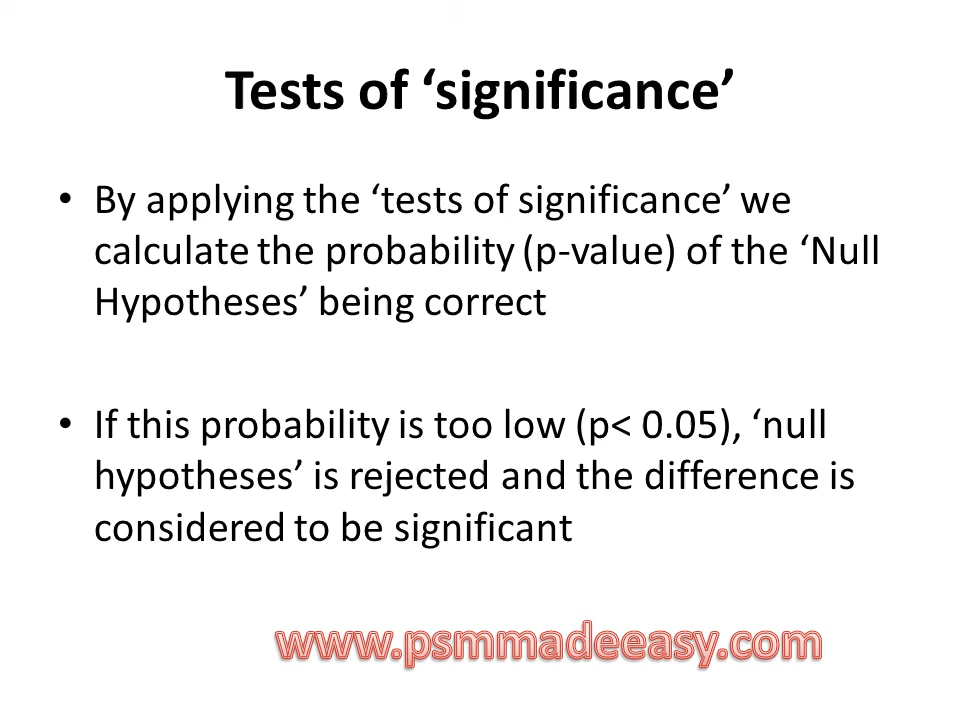 Tests of ‘significance’
• By applying the ‘tests of significance’ we
calculate the probability (p-value) of the ‘Null
Hypotheses’ being correct
• If this probability is too low (p< 0.05), ‘null
hypotheses’ is rejected and the difference is
considered to be significant
www.psmmadeeasy.com